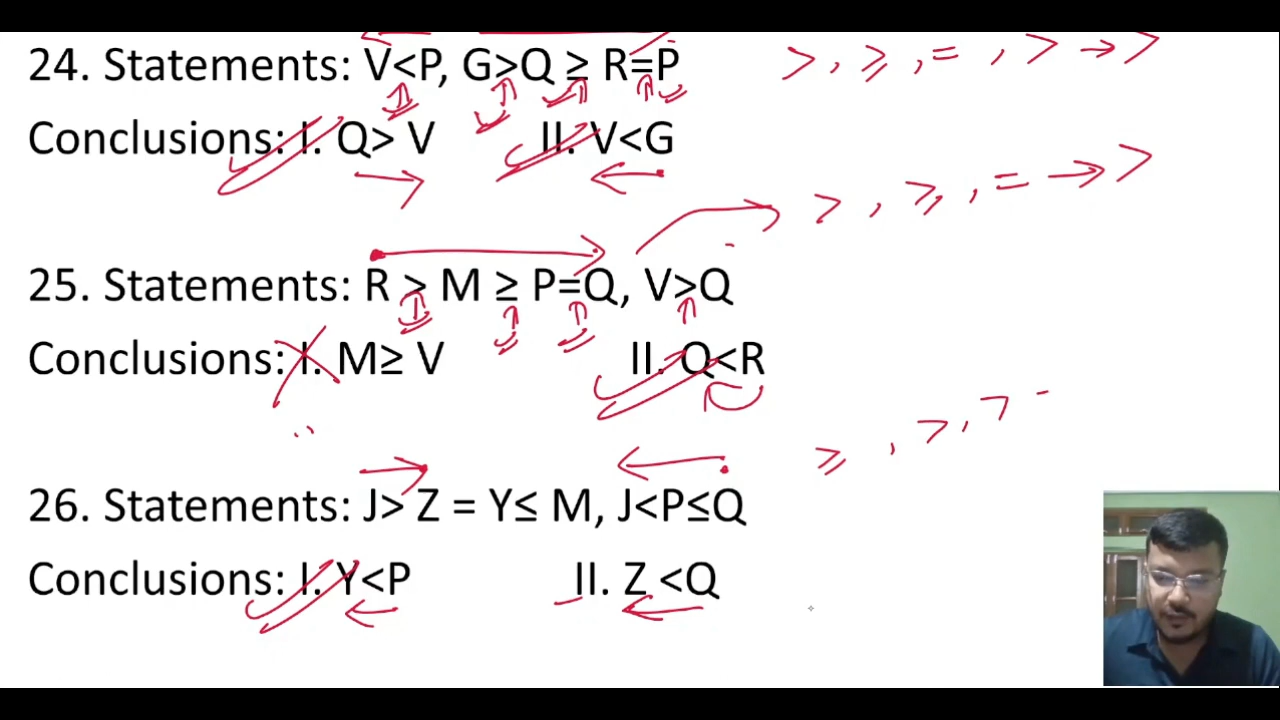 24. Statements: V<P, G>Q ≥ R=P > , ≥ , = , > → >
Conclusions: I. Q> V II. V<G
> , ≥, , = → >
25. Statements: R > M ≥ P=Q, V>Q
Conclusions: I. M≥ V II. Q<R
≥ , >, >
26. Statements: J> Z = Y≤ M, J<P≤Q
Conclusions: I. Y<P II. Z <Q